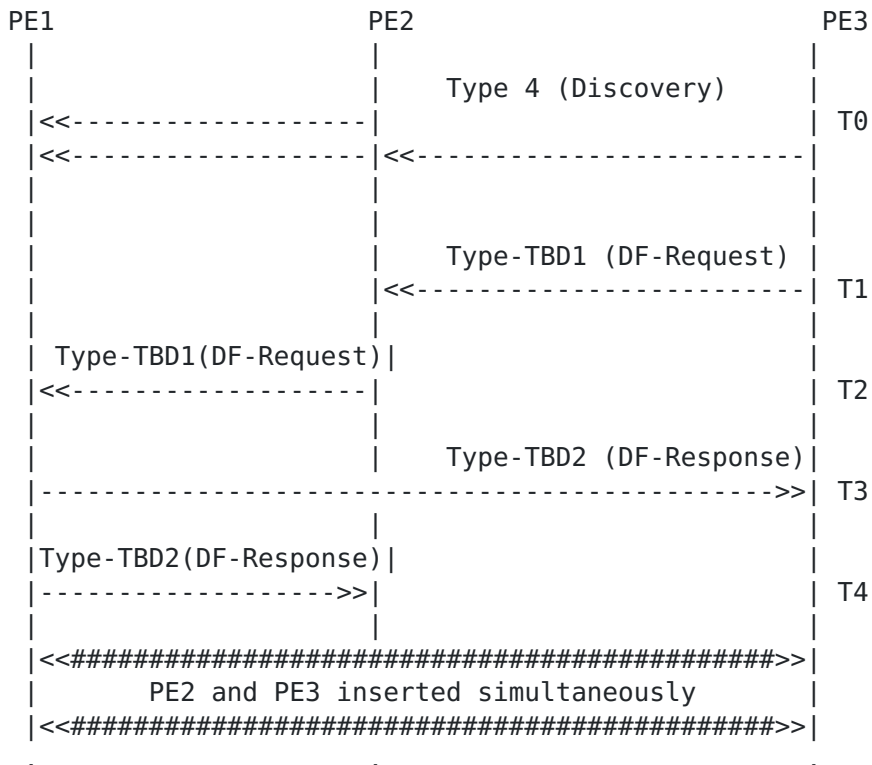 PE1                    PE2                         PE3
 |                      |                           |
 |                      |    Type 4 (Discovery)     |
 |<<-------------------|                           | T0
 |<<-------------------|<<-------------------------|
 |                      |                           |
 |                      |                           |
 |                      |    Type-TBD1 (DF-Request) |
 |                      |<<-------------------------| T1
 |                      |                           |
 | Type-TBD1(DF-Request)|                           |
 |<<-------------------|                           | T2
 |                      |                           |
 |                      |    Type-TBD2 (DF-Response)|
 |----------------------------------------------->>| T3
 |                      |                           |
 |Type-TBD2(DF-Response)|                           |
 |------------------->>|                           | T4
 |                      |                           |
 |<<#############################################>>|
 |       PE2 and PE3 inserted simultaneously       |
 |<<#############################################>>|